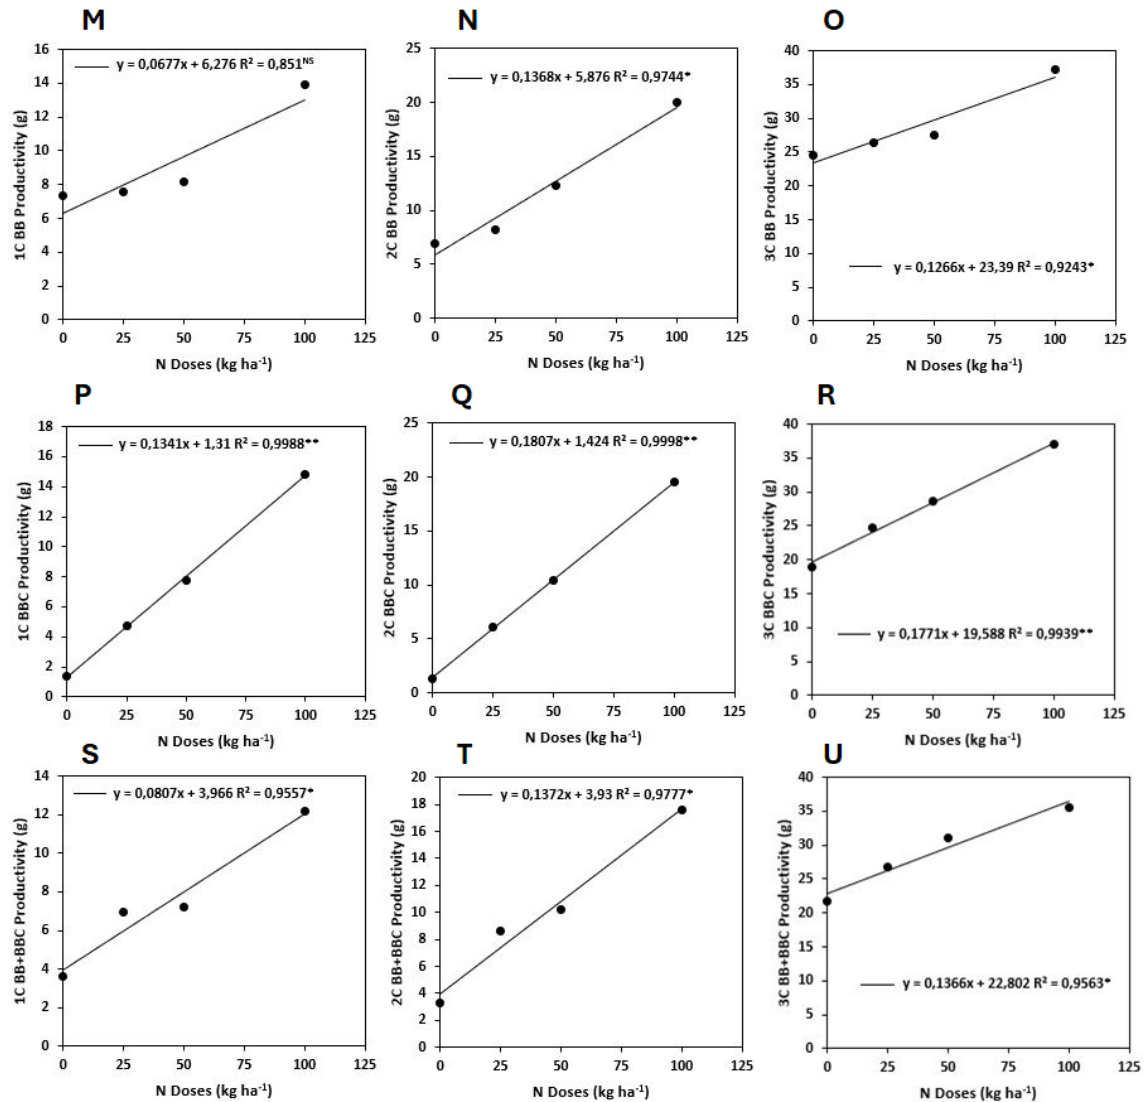 M
y = 0,0677x + 6,276 R² = 0,851ᴺˢ
1C BB Productivity (g)
16
14
12
10
8
6
4
2
0
0 25 50 75 100 125
N Doses (kg ha⁻¹)
N
y = 0,1368x + 5,876 R² = 0,9744*
2C BB Productivity (g)
25
20
15
10
5
0
0 25 50 75 100 125
N Doses (kg ha⁻¹)
O
3C BB Productivity (g)
40
35
30
25
20
15
10
5
0
y = 0,1266x + 23,39 R² = 0,9243*
0 25 50 75 100 125
N Doses (kg ha⁻¹)
P
y = 0,1341x + 1,31 R² = 0,9988**
1C BBC Productivity (g)
18
16
14
12
10
8
6
4
2
0
0 25 50 75 100 125
N Doses (kg ha⁻¹)
Q
y = 0,1807x + 1,424 R² = 0,9998**
2C BBC Productivity (g)
25
20
15
10
5
0
0 25 50 75 100 125
N Doses (kg ha⁻¹)
R
3C BBC Productivity (g)
40
35
30
25
20
15
10
5
0
y = 0,1771x + 19,588 R² = 0,9939**
0 25 50 75 100 125
N Doses (kg ha⁻¹)
S
y = 0,0807x + 3,966 R² = 0,9557*
1C BB+BBC Productivity (g)
14
12
10
8
6
4
2
0
0 25 50 75 100 125
N Doses (kg ha⁻¹)
T
y = 0,1372x + 3,93 R² = 0,9777*
2C BB+BBC Productivity (g)
20
18
16
14
12
10
8
6
4
2
0
0 25 50 75 100 125
N Doses (kg ha⁻¹)
U
3C BB+BBC Productivity (g)
40
35
30
25
20
15
10
5
0
y = 0,1366x + 22,802 R² = 0,9563*
0 25 50 75 100 125
N Doses (kg ha⁻¹)